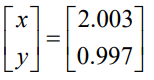 [x] = [2.003]
[y]   [0.997]